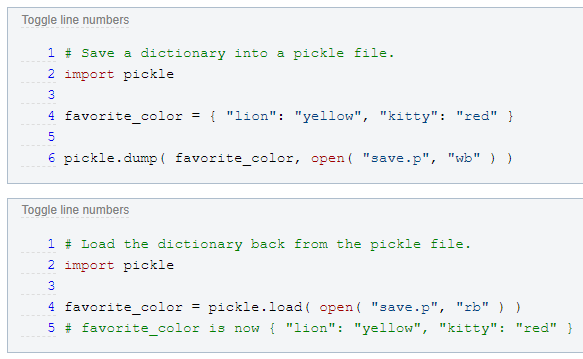 Toggle line numbers
1 # Save a dictionary into a pickle file.
2 import pickle
3
4 favorite_color = { "lion": "yellow", "kitty": "red" }
5
6 pickle.dump( favorite_color, open( "save.p", "wb" ) )
Toggle line numbers
1 # Load the dictionary back from the pickle file.
2 import pickle
3
4 favorite_color = pickle.load( open( "save.p", "rb" ) )
5 # favorite_color is now { "lion": "yellow", "kitty": "red" }